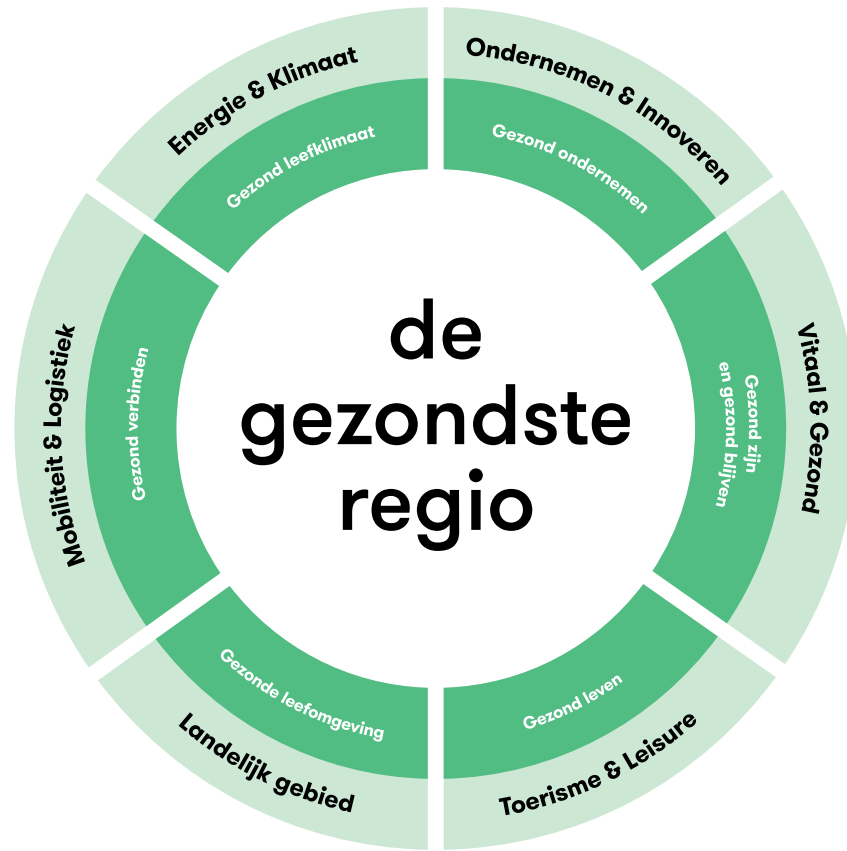 de
gezondste
regio
Energie & Klimaat
Gezond leefklimaat
Ondernemen & Innoveren
Gezond ondernemen
Vitaal & Gezond
Gezond zijn
en gezond blijven
Toerisme & Leisure
Gezond leven
Landelijk gebied
Gezonde leefomgeving
Mobiliteit & Logistiek
Gezond verbinden